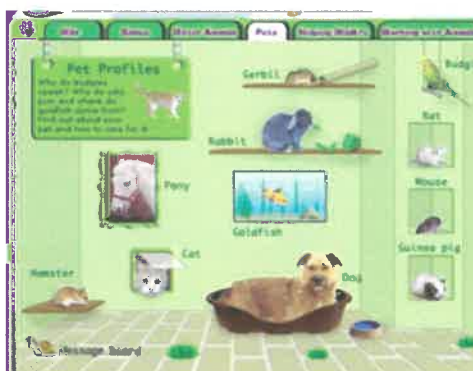 Pets
Pet Profiles
Why do budgies
speak? Why do cats
purr and where do
goldfish come from?
Find out about your
pet and how to care for it
Gerbil
Budg
Rat
Rabbit
Pony
Mouse
Goldfish
Cat
Guinea pig
Hamster
Dog
Message Board